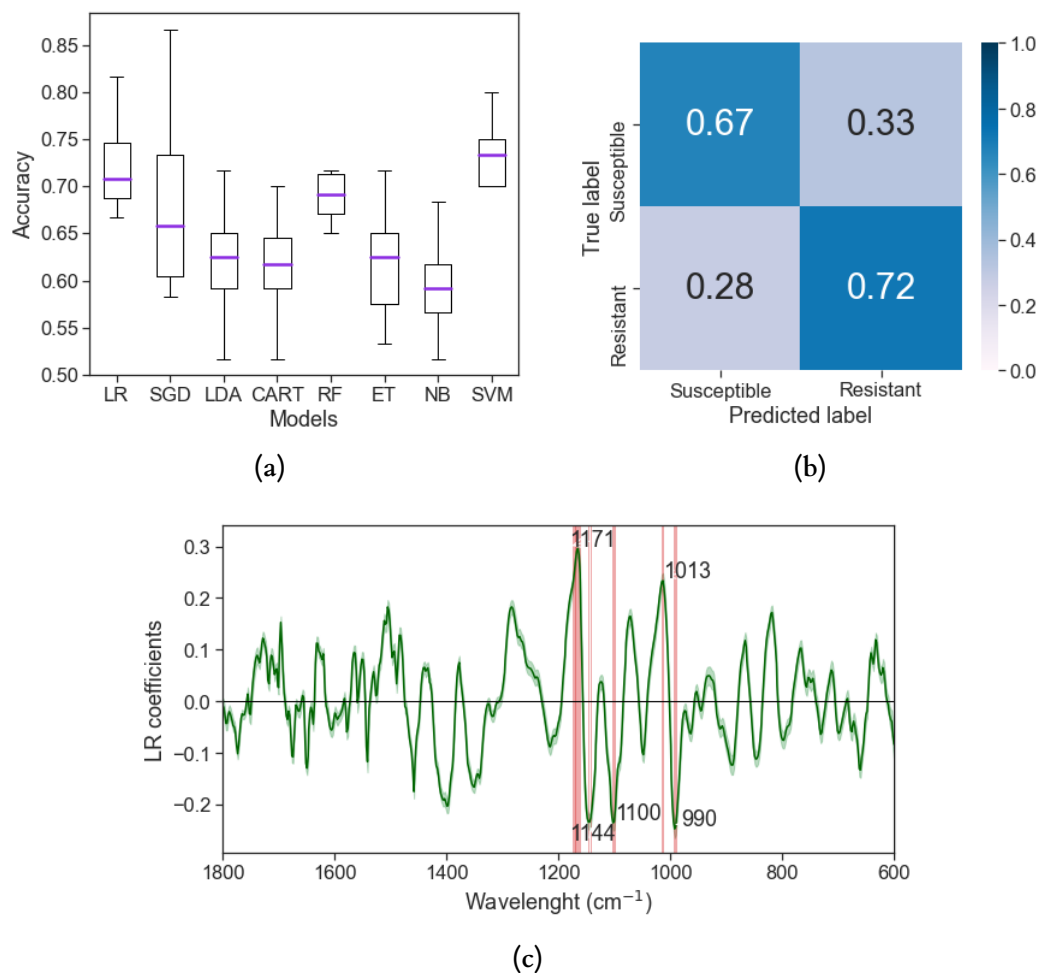 0.85
0.80
0.75
0.70
0.65
0.60
0.55
0.50
Accuracy
LR SGD LDA CART RF ET NB SVM
Models
(a)
True label
Susceptible
Resistant
0.67 0.33
0.28 0.72
Susceptible Resistant
Predicted label
1.0
0.8
0.6
0.4
0.2
0.0
(b)
LR coefficients
0.3
0.2
0.1
0.0
−0.1
−0.2
1171
1013
1100
990
1144
1800 1600 1400 1200 1000 800 600
Wavelenght (cm⁻¹)
(c)